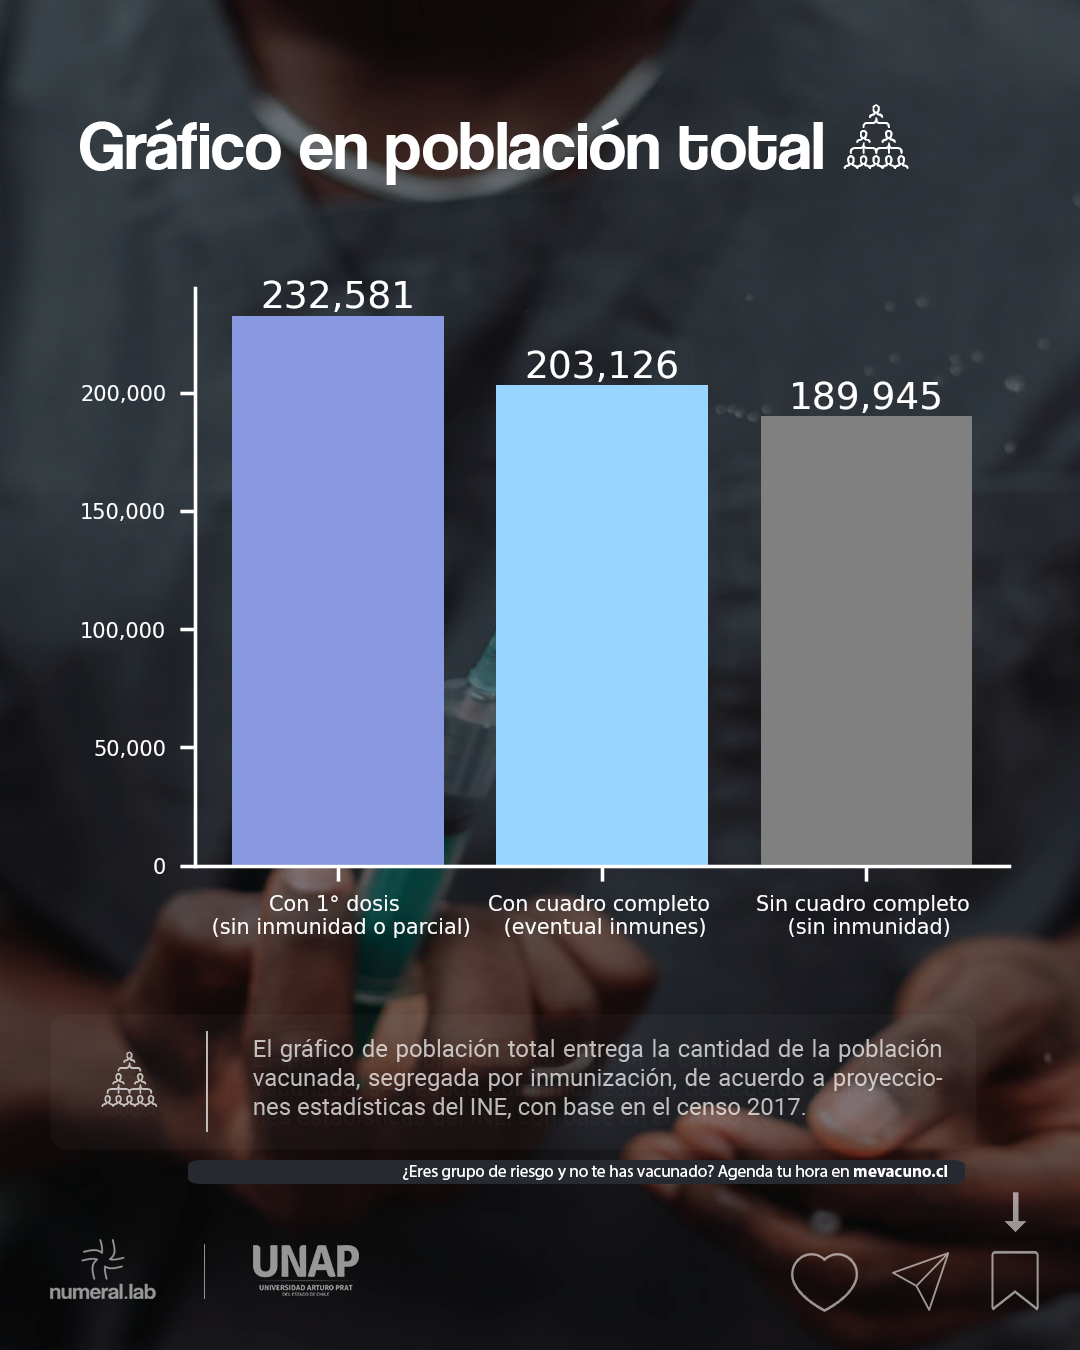 Gráfico en población total
232,581
203,126
189,945
200,000
150,000
100,000
50,000
0
Con 1° dosis
(sin inmunidad o parcial)
Con cuadro completo
(eventual inmunes)
Sin cuadro completo
(sin inmunidad)
El gráfico de población total entrega la cantidad de la población
vacunada, segregada por inmunización, de acuerdo a proyeccio-
nes estadísticas del INE, con base en el censo 2017.
¿Eres grupo de riesgo y no te has vacunado? Agenda tu hora en mevacuno.cl
numeral.lab
UNAP
UNIVERSIDAD ARTURO PRAT
DEL ESTADO DE CHILE